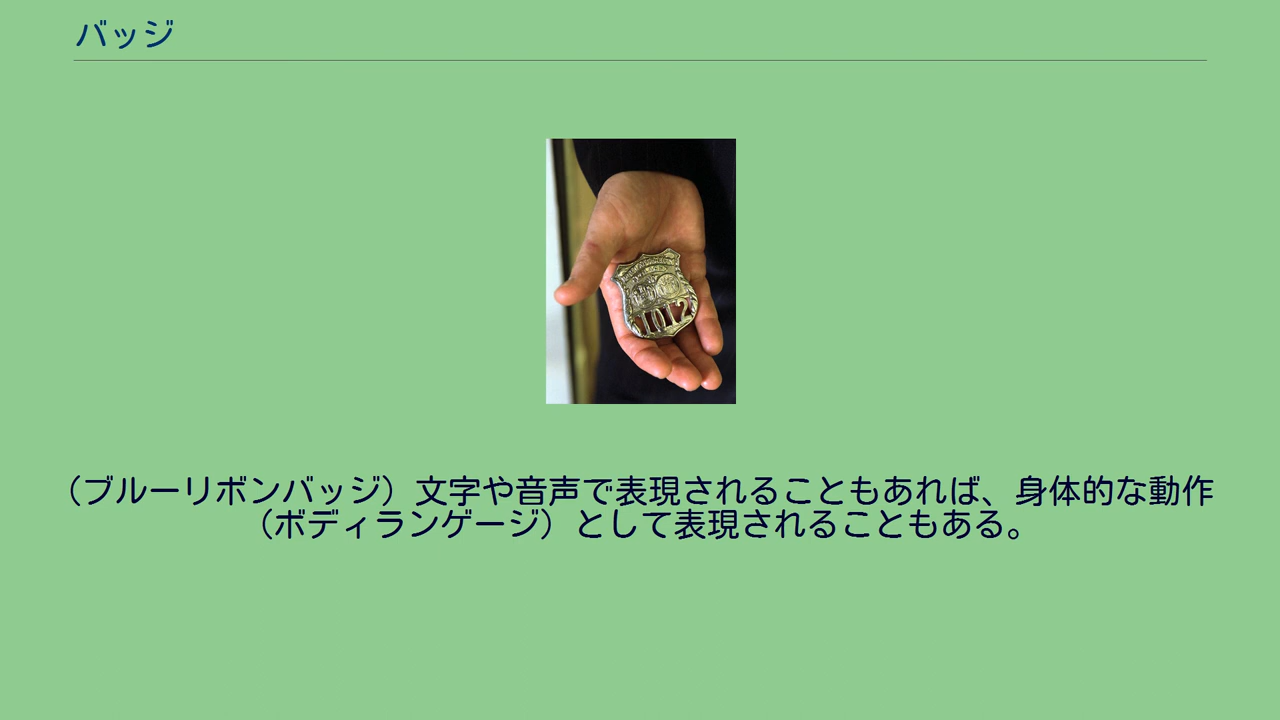 バッジ
1012
（ブルーリボンバッジ）文字や音声で表現されることもあれば、身体的な動作
（ボディランゲージ）として表現されることもある。